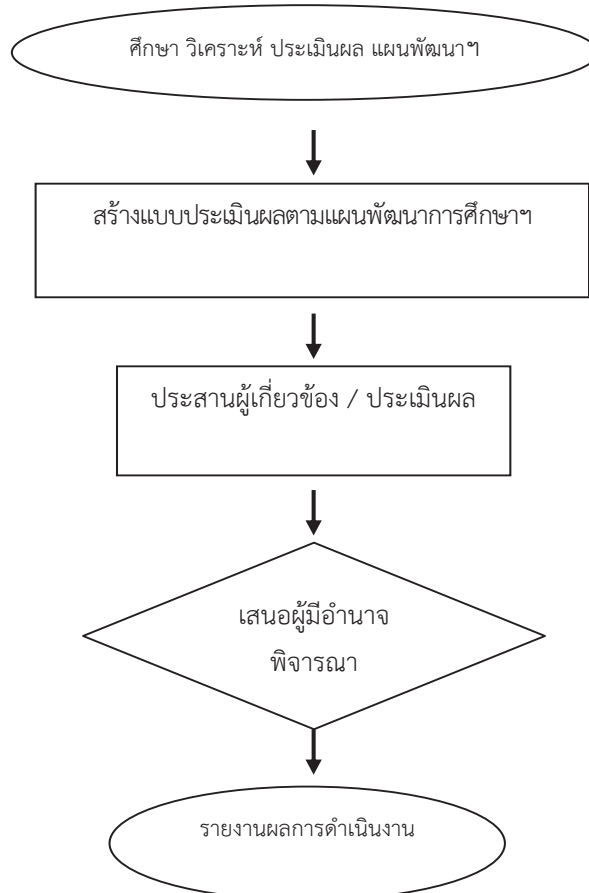 ศึกษา วิเคราะห์ ประเมินผล แผนพัฒนาฯ
สร้างแบบประเมินผลตามแผนพัฒนาการศึกษาฯ
ประสานผู้เกี่ยวข้อง / ประเมินผล
เสนอผู้มีอำนาจ
พิจารณา
รายงานผลการดำเนินงาน